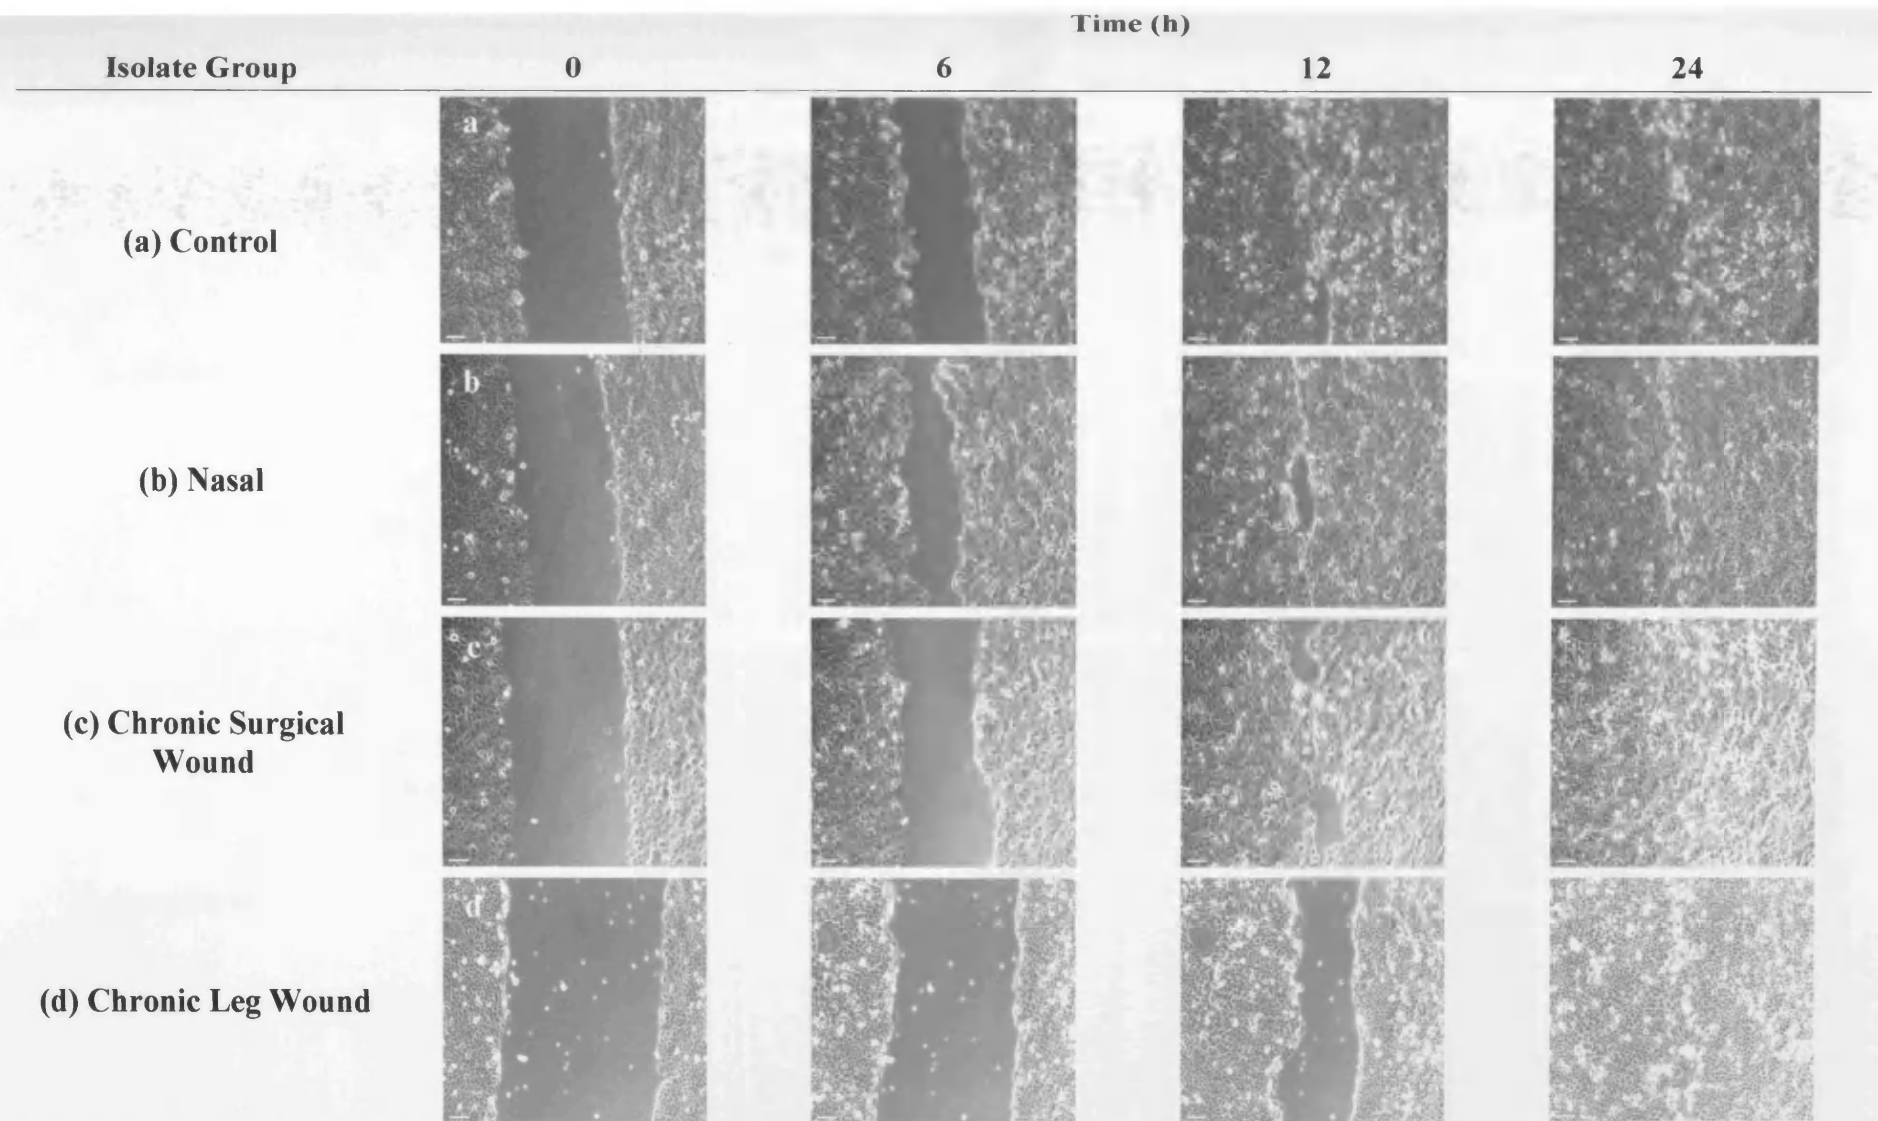 Time (h)
Isolate Group 0 6 12 24
a
(a) Control
b
(b) Nasal
c
(c) Chronic Surgical
Wound
d
(d) Chronic Leg Wound